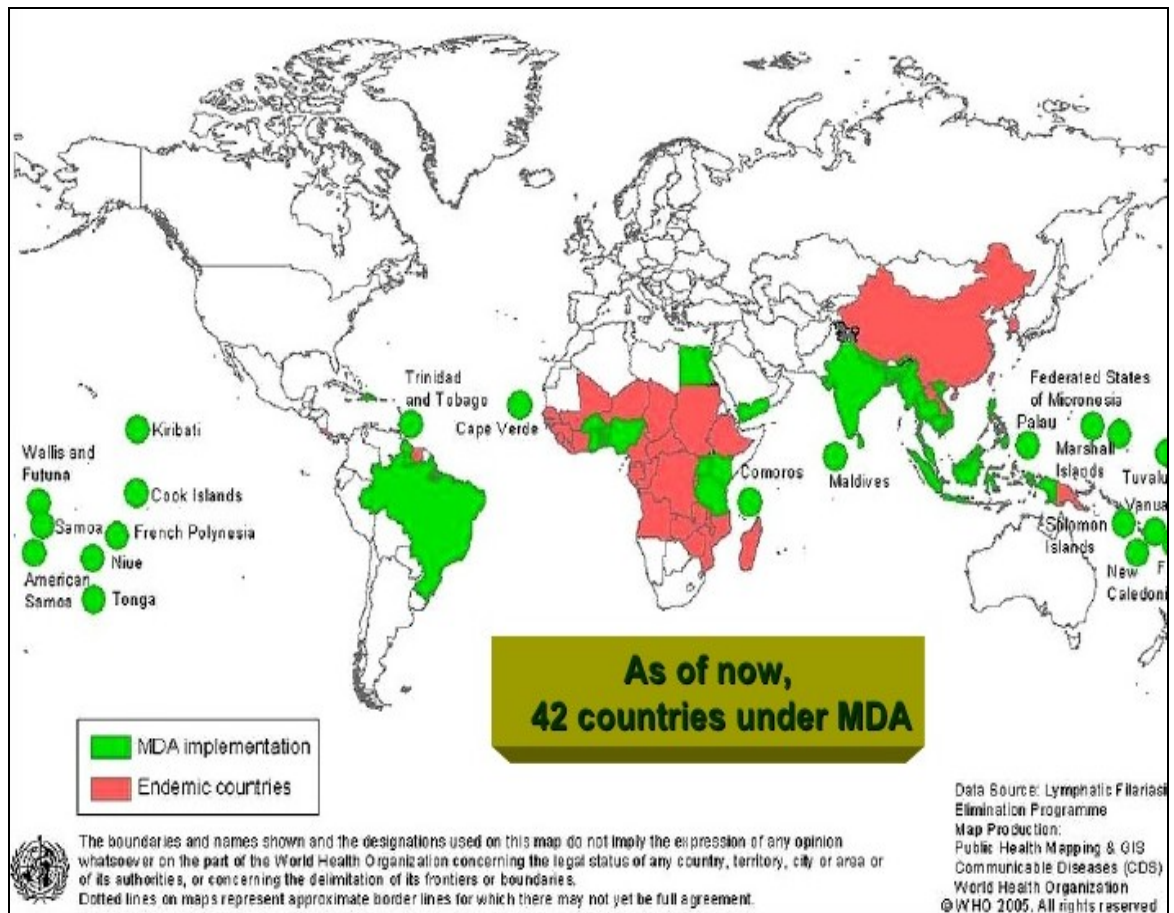 Trinidad
and Tobago
Cape Verde
Kiribati
Wallis and
Futuna
Cook Islands
Samoa
French Polynesia
American
Samoa
Niue
Tonga
Comoros
Maldives
Federated States
of Micronesia
Palau
Marshall
Islands
Tuvalu
Vanua
Solomon
Islands
New
Caledoni
F
As of now,
42 countries under MDA
MDA implementation
Endemic countries
The boundaries and names shown and the designations used on this map do not imply the expression of any opinion
whatsoever on the part of the World Health Organization concerning the legal status of any country, territory, city or area or
of its authorities, or concerning the delimitation of its frontiers or boundaries.
Dotted lines on maps represent approximate border lines for which there may not yet be full agreement.
Data Source: Lymphatic Filariasi
Elimination Programme
Map Production:
Public Health Mapping & GIS
Communicable Diseases (CDS)
World Health Organization
© WHO 2005. All rights reserved